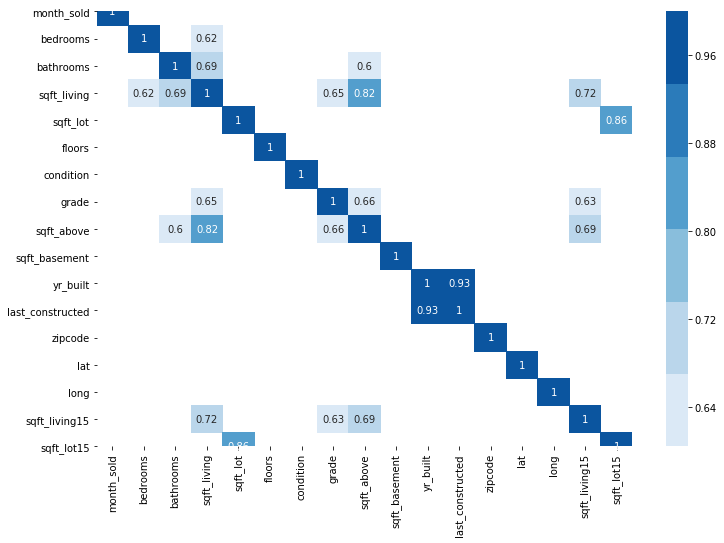 month_sold 1
bedrooms 1 0.62
bathrooms 1 0.69 0.6
sqft_living 0.62 0.69 1 0.65 0.82 0.72
sqft_lot 1 0.86
floors 1
condition 1
grade 0.65 1 0.66 0.63
sqft_above 0.6 0.82 0.66 1 0.69
sqft_basement 1
yr_built 1 0.93
last_constructed 0.93 1
zipcode 1
lat 1
long 1
sqft_living15 0.72 0.63 0.69 1
sqft_lot15 0.86 1
month_sold
bedrooms
bathrooms
sqft_living
sqft_lot
floors
condition
grade
sqft_above
sqft_basement
yr_built
last_constructed
zipcode
lat
long
sqft_living15
sqft_lot15
0.96
0.88
0.80
0.72
0.64